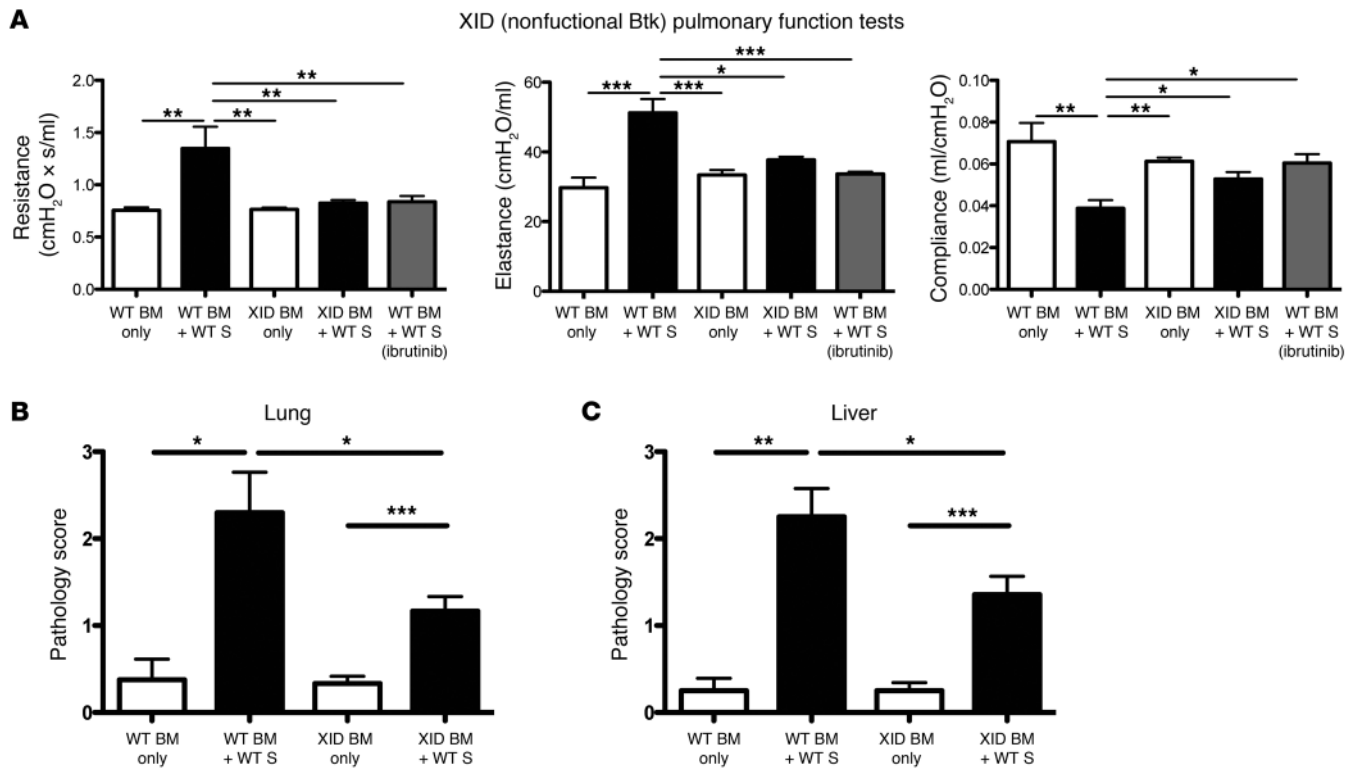 A
XID (nonfuctional Btk) pulmonary function tests
Resistance
(cmH₂O × s/ml)
2.0
1.5
1.0
0.5
0.0
**
**
**
**
WT BM
only
WT BM
+ WT S
XID BM
only
XID BM
+ WT S
WT BM
+ WT S
(ibrutinib)
Elastance (cmH₂O/ml)
60
40
20
0
***
*
***
***
WT BM
only
WT BM
+ WT S
XID BM
only
XID BM
+ WT S
WT BM
+ WT S
(ibrutinib)
Compliance (ml/cmH₂O)
0.10
0.08
0.06
0.04
0.02
0.00
*
*
**
**
WT BM
only
WT BM
+ WT S
XID BM
only
XID BM
+ WT S
WT BM
+ WT S
(ibrutinib)
B
Lung
Pathology score
3
2
1
0
*
*
***
WT BM
only
WT BM
+ WT S
XID BM
only
XID BM
+ WT S
C
Liver
Pathology score
3
2
1
0
**
*
***
WT BM
only
WT BM
+ WT S
XID BM
only
XID BM
+ WT S